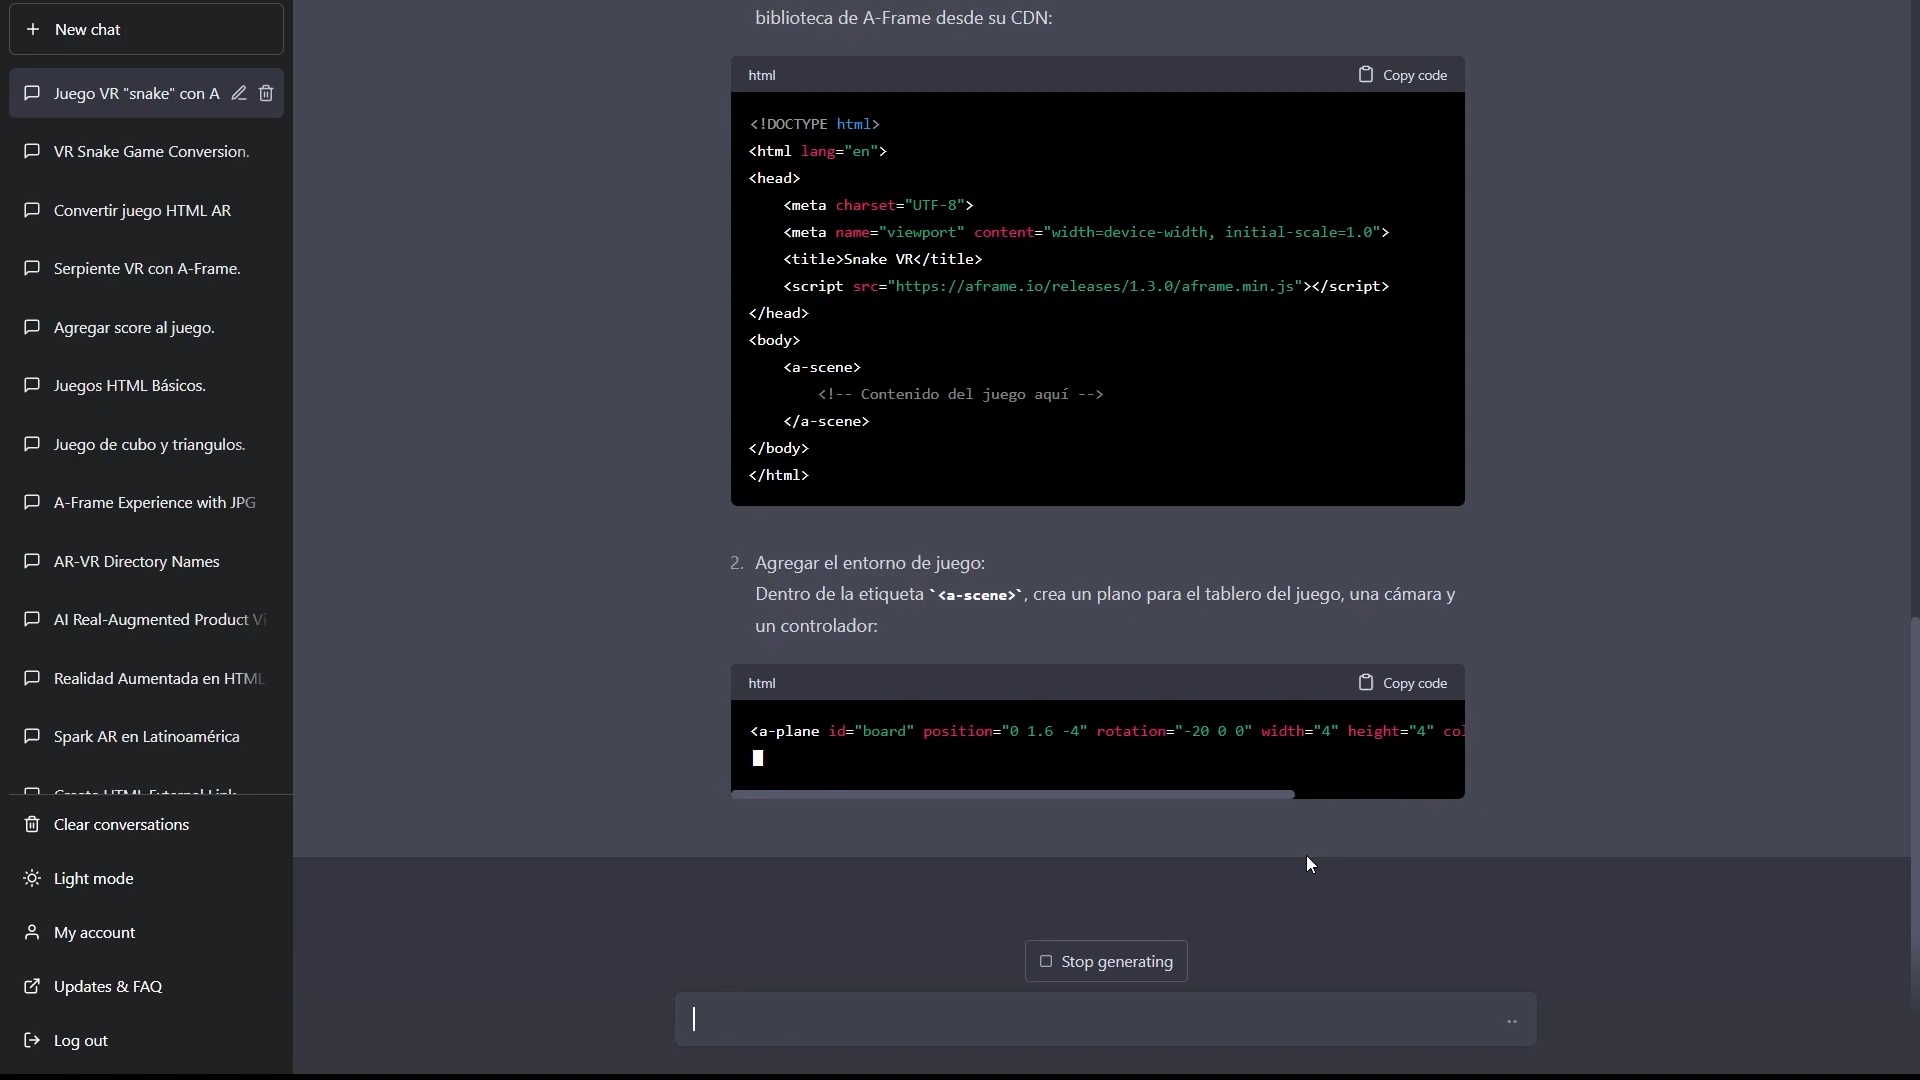 New chat
Juego VR "snake" con A
VR Snake Game Conversion.
Convertir juego HTML AR
Serpiente VR con A-Frame.
Agregar score al juego.
Juegos HTML Básicos.
Juego de cubo y triangulos.
A-Frame Experience with JPG
AR-VR Directory Names
AI Real-Augmented Product Vi
Realidad Aumentada en HTML
Spark AR en Latinoamérica
Create HTML External Link
Clear conversations
Light mode
My account
Updates & FAQ
Log out
biblioteca de A-Frame desde su CDN:
html
Copy code
<!DOCTYPE html>
<html lang="en">
<head>
<meta charset="UTF-8">
<meta name="viewport" content="width=device-width, initial-scale=1.0">
<title>Snake VR</title>
<script src="https://aframe.io/releases/1.3.0/aframe.min.js"></script>
</head>
<body>
<a-scene>
<!-- Contenido del juego aquí -->
</a-scene>
</body>
</html>
2. Agregar el entorno de juego:
Dentro de la etiqueta `<a-scene>`, crea un plano para el tablero del juego, una cámara y
un controlador:
html
Copy code
<a-plane id="board" position="0 1.6 -4" rotation="-20 0 0" width="4" height="4" col
Stop generating